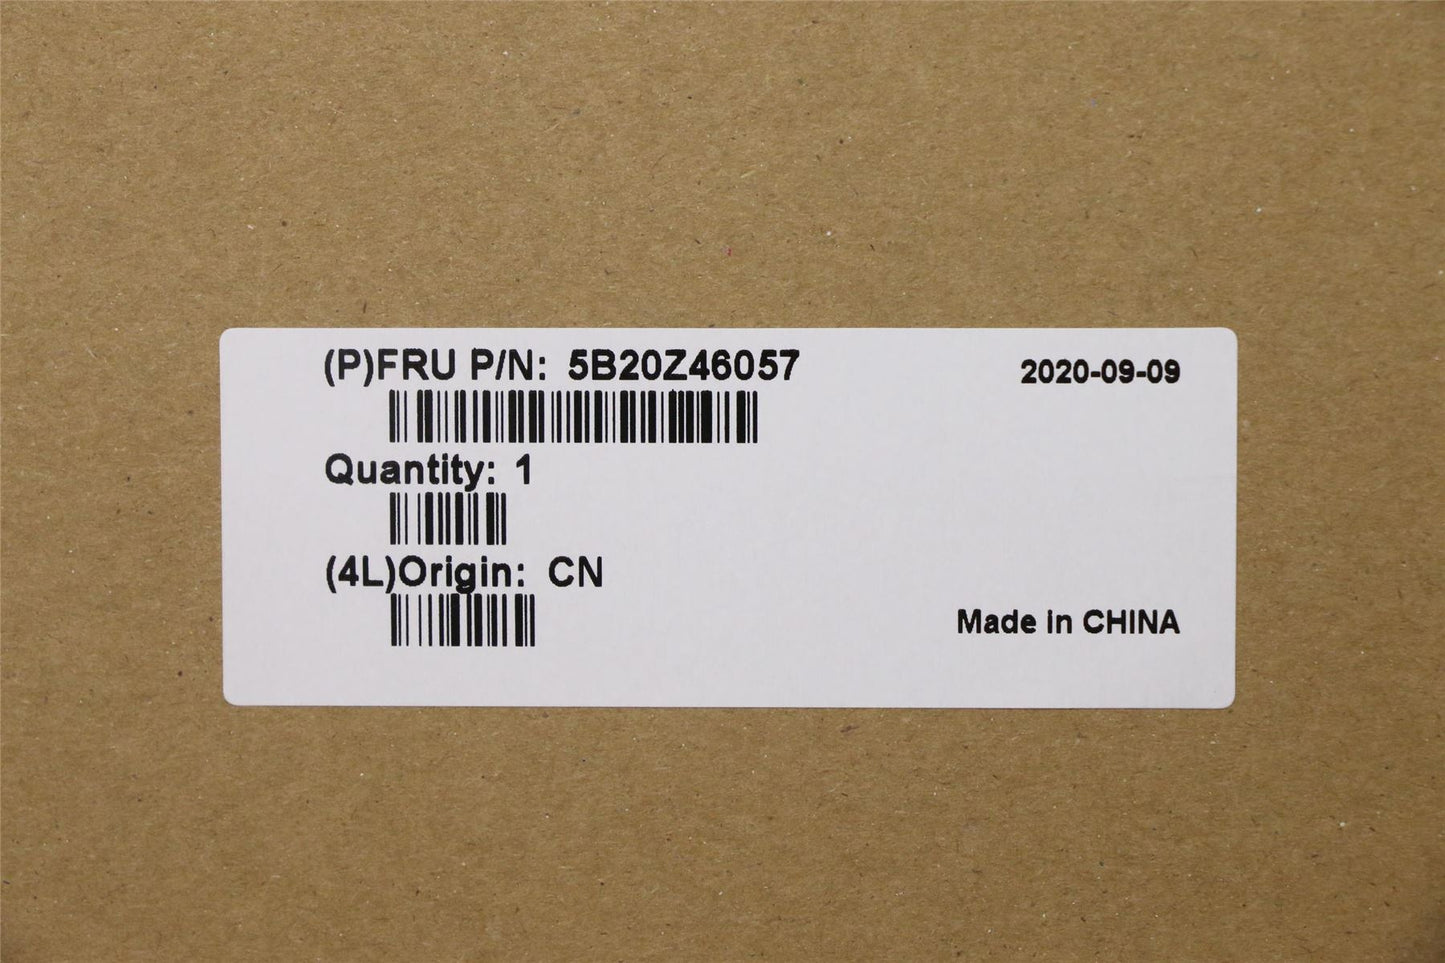 (P)FRU P/N: 5B20Z46057
2020-09-09
Quantity: 1
(4L)Origin: CN
Made in CHINA